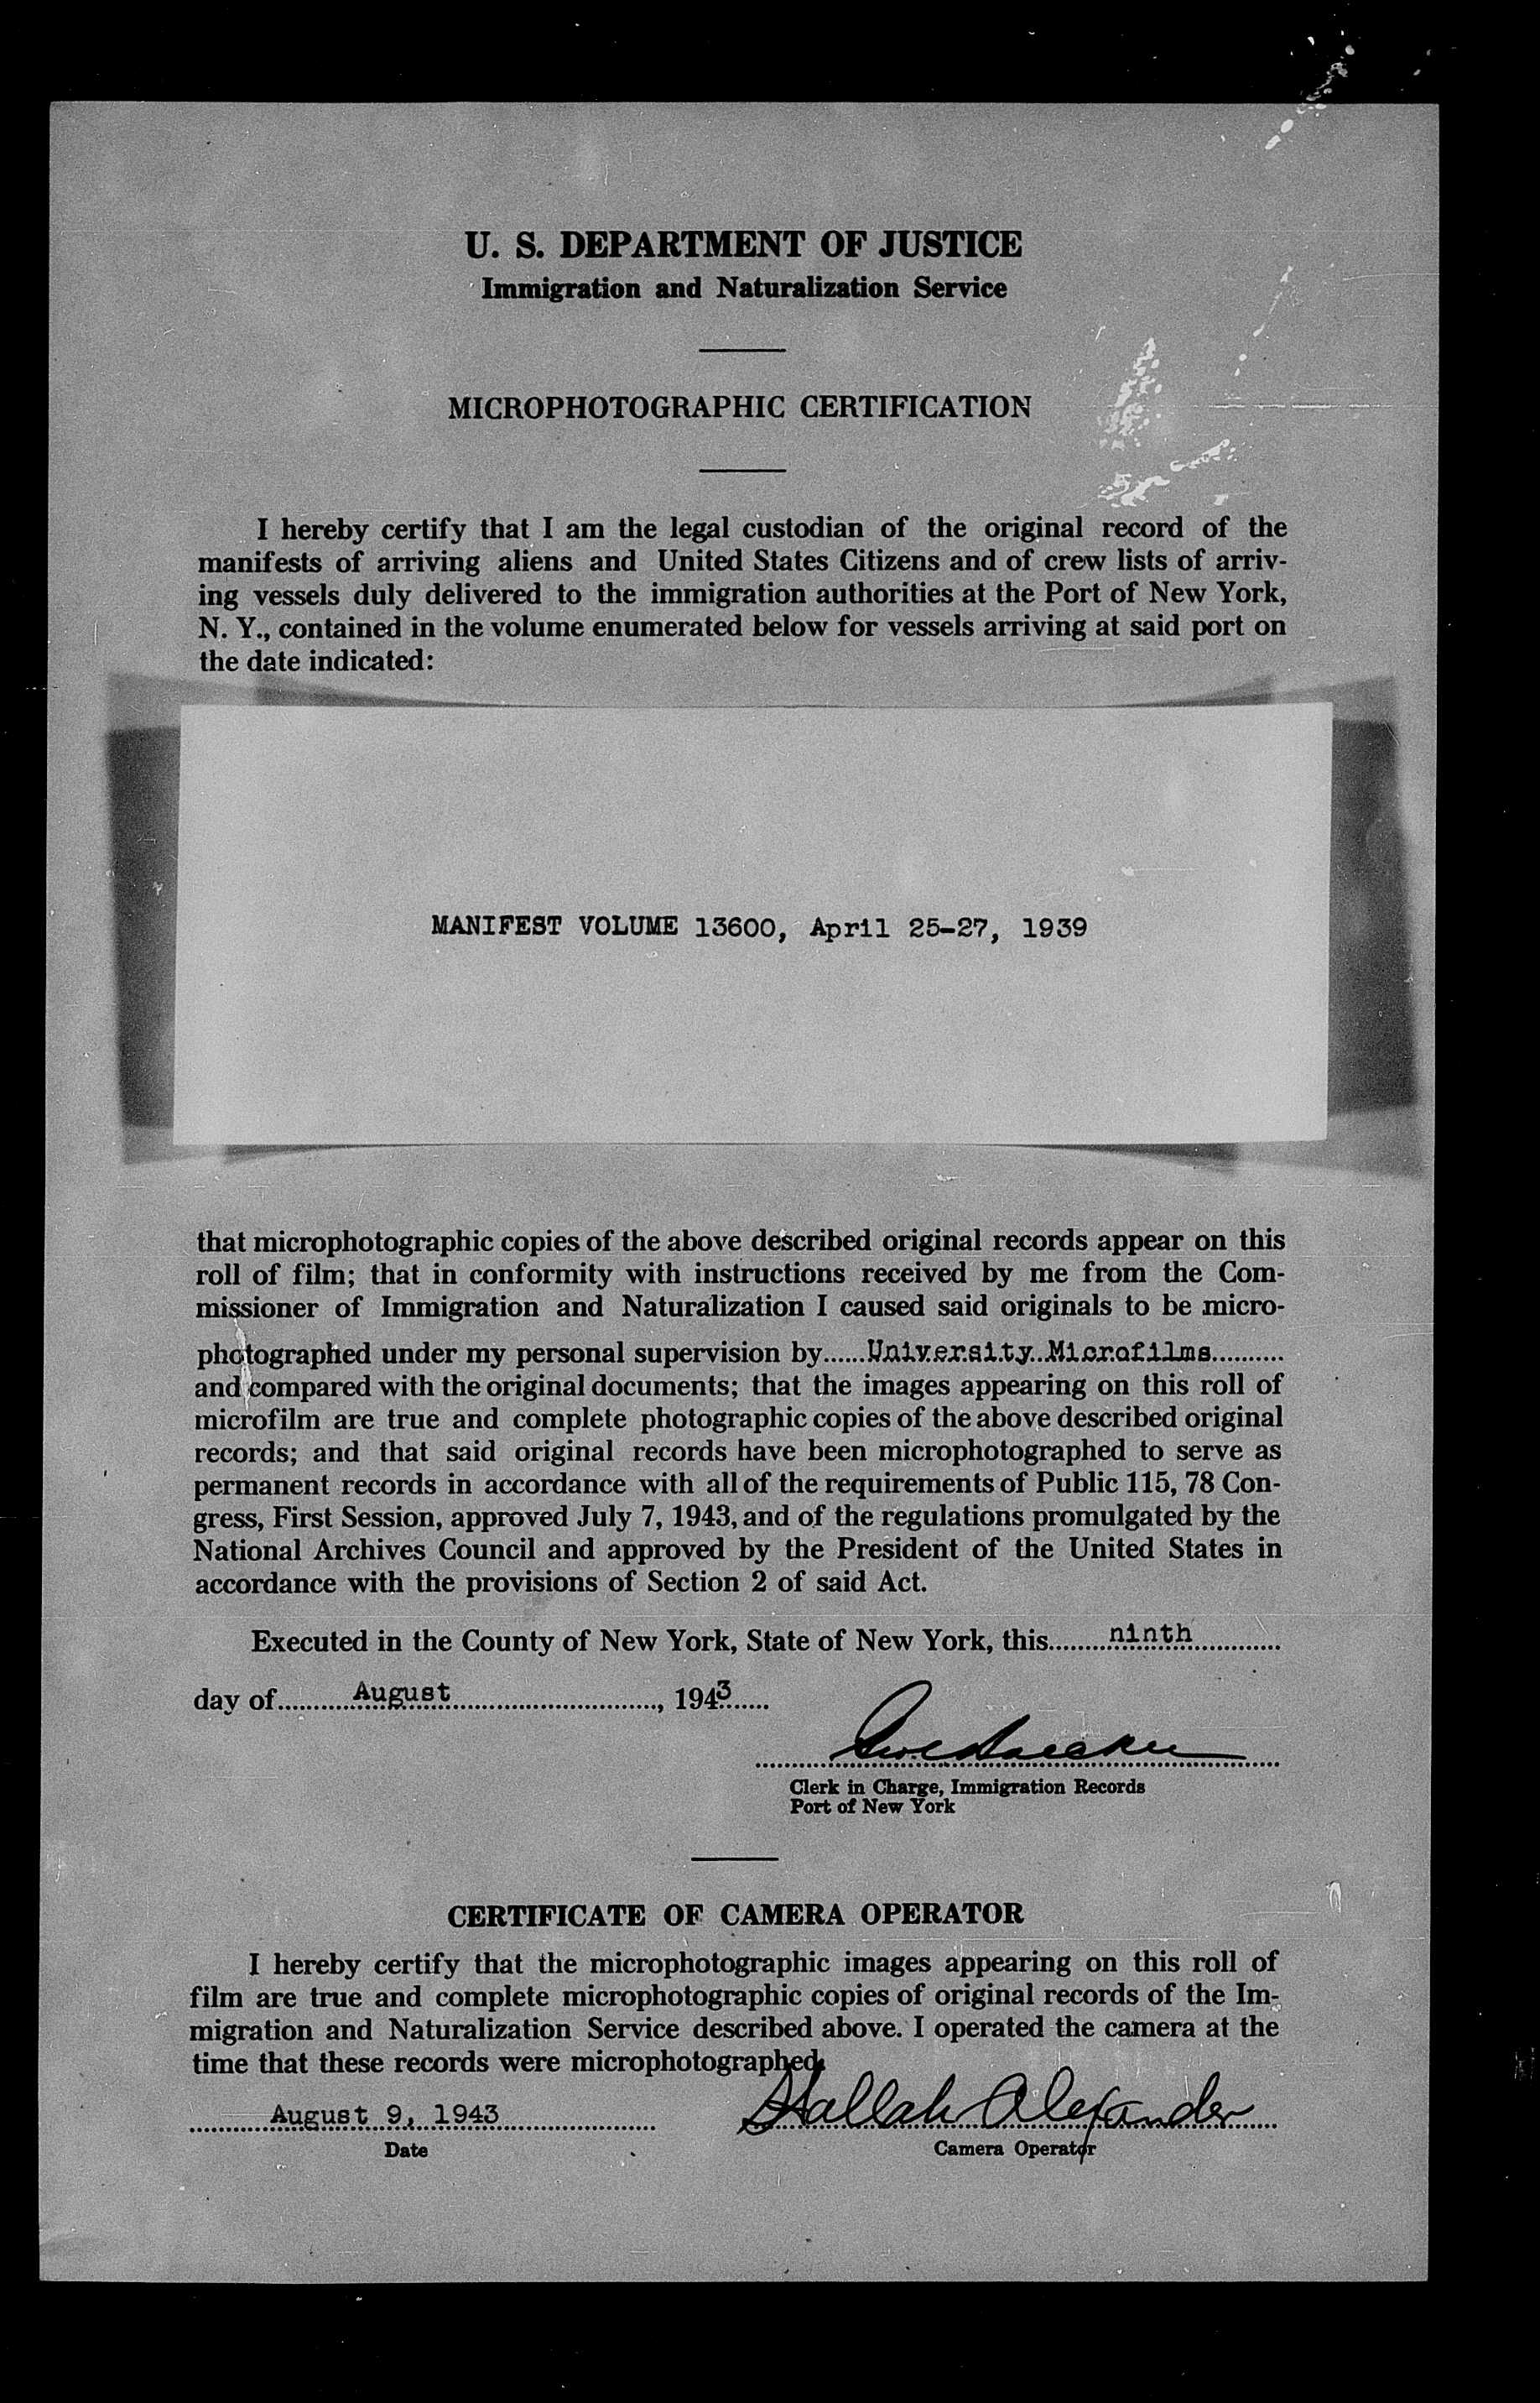 U. S. DEPARTMENT OF JUSTICE
Immigration and Naturalization Service
MICROPHOTOGRAPHIC CERTIFICATION
I hereby certify that I am the legal custodian of the original record of the
manifests of arriving aliens and United States Citizens and of crew lists of arriv-
ing vessels duly delivered to the immigration authorities at the Port of New York,
N. Y., contained in the volume enumerated below for vessels arriving at said port on
the date indicated:
MANIFEST VOLUME 13600, April 25-27, 1939
that microphotographic copies of the above described original records appear on this
roll of film; that in conformity with instructions received by me from the Com-
missioner of Immigration and Naturalization I caused said originals to be micro-
photographed under my personal supervision by......University Microfilms..........
and compared with the original documents; that the images appearing on this roll of
microfilm are true and complete photographic copies of the above described original
records; and that said original records have been microphotographed to serve as
permanent records in accordance with all of the requirements of Public 115, 78 Con-
gress, First Session, approved July 7, 1943, and of the regulations promulgated by the
National Archives Council and approved by the President of the United States in
accordance with the provisions of Section 2 of said Act.
Executed in the County of New York, State of New York, this.........ninth............
day of...........August................................, 1943......
Clerk in Charge, Immigration Records
Port of New York
CERTIFICATE OF CAMERA OPERATOR
I hereby certify that the microphotographic images appearing on this roll of
film are true and complete microphotographic copies of original records of the Im-
migration and Naturalization Service described above. I operated the camera at the
time that these records were microphotographed.
August 9, 1943 Hallah Alexander
Date Camera Operator